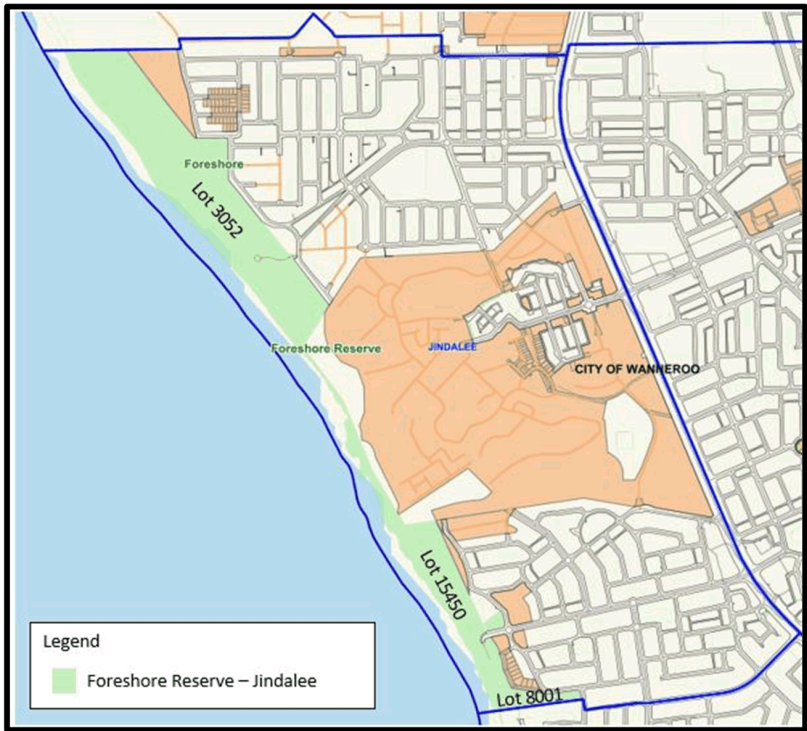 Foreshore
Lot 3052
Foreshore Reserve
JINDALEE
CITY OF WANNEROO
Lot 15450
Lot 8001
Legend
Foreshore Reserve – Jindalee